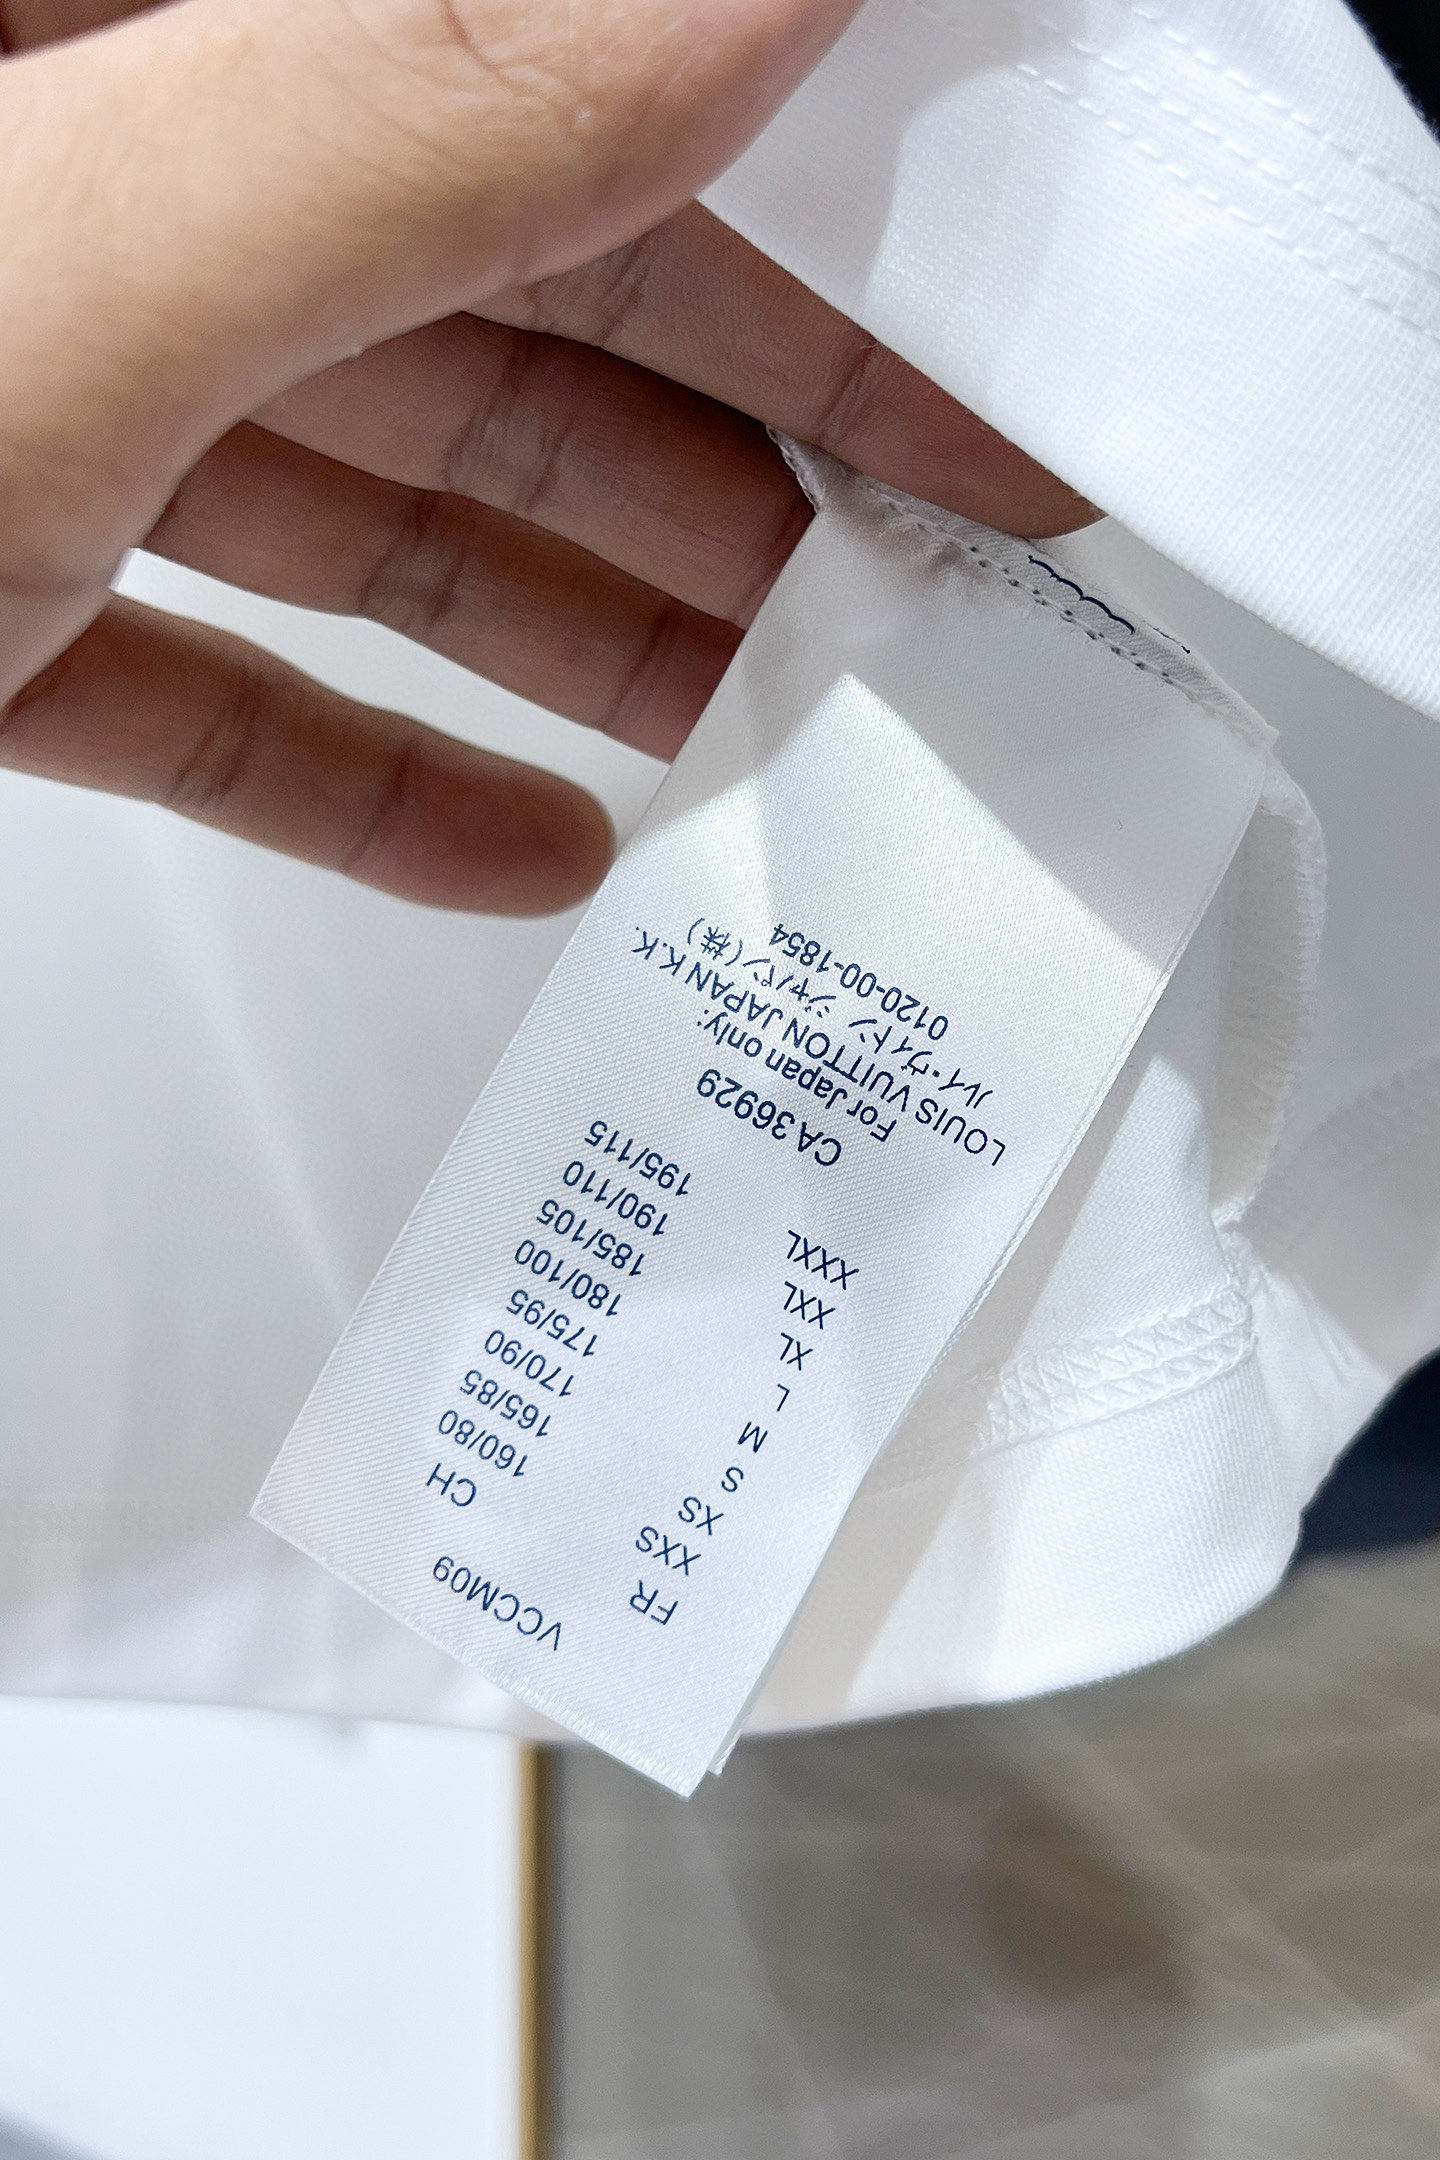 VCCM09
FR CH
XXS 160/80
XS 165/85
S 170/90
M 175/95
L 180/100
XL 185/105
XXL 190/110
XXXL 195/115
CA36929
For Japan only:
LOUIS VUITTON JAPAN K.K.
ルイ・ヴィトン ジャパン(株)
0120-00-1854